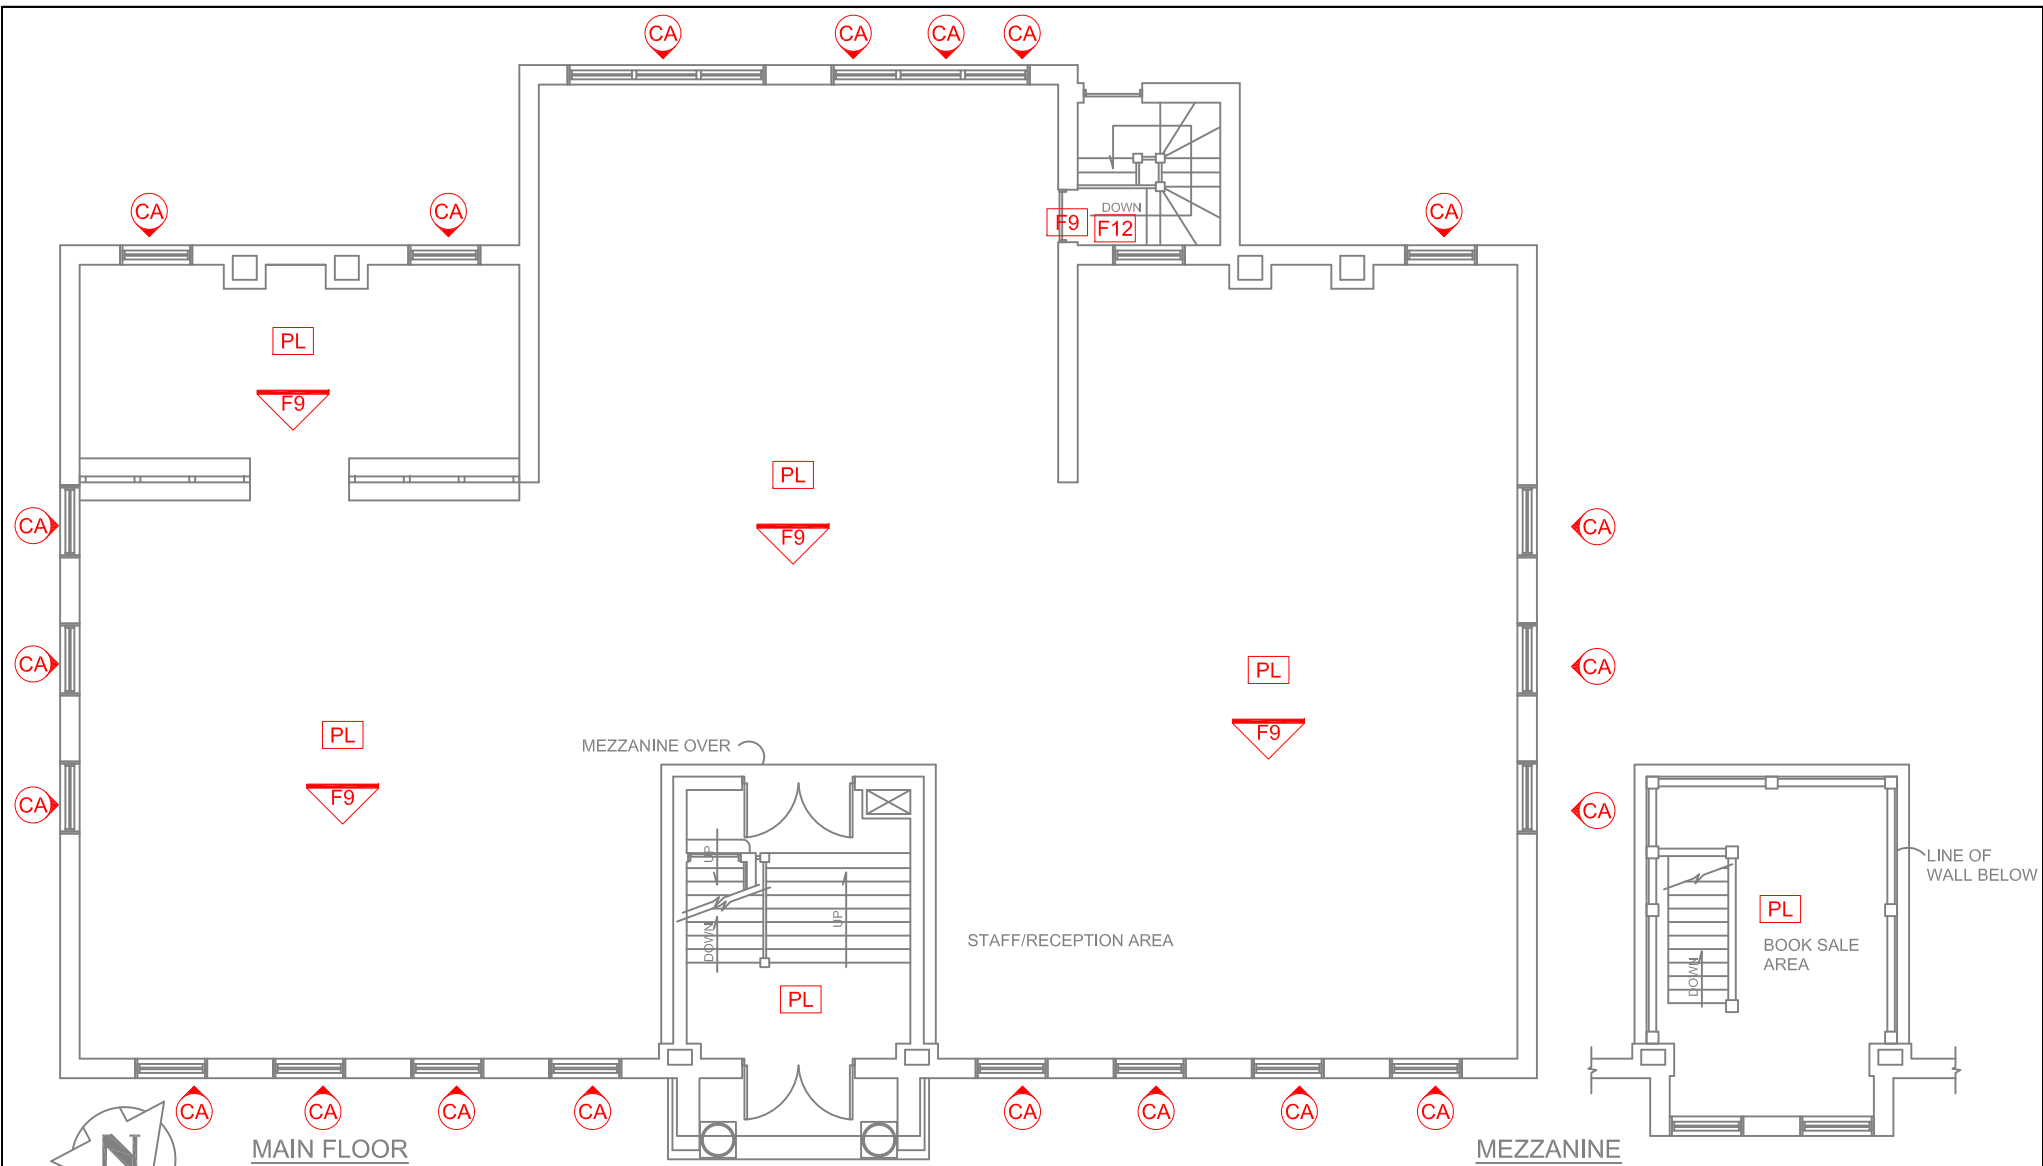 CA CA CA CA
CA CA CA
DOWN
F9 F12
PL
F9
PL
F9
CA CA
CA CA
PL
F9
PL
F9
MEZZANINE OVER
CA CA
UP
UP
DOWN
LINE OF
WALL BELOW
PL
BOOK SALE
AREA
DOWN
STAFF/RECEPTION AREA
PL
CA CA CA CA CA CA CA CA
N
MAIN FLOOR
MEZZANINE